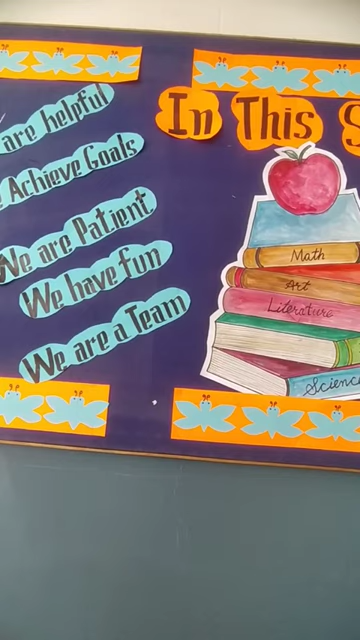 are helpful
Achieve Goals
We are Patient
We have fun
We are a Team
In This S
Math
Art
Literature
Science